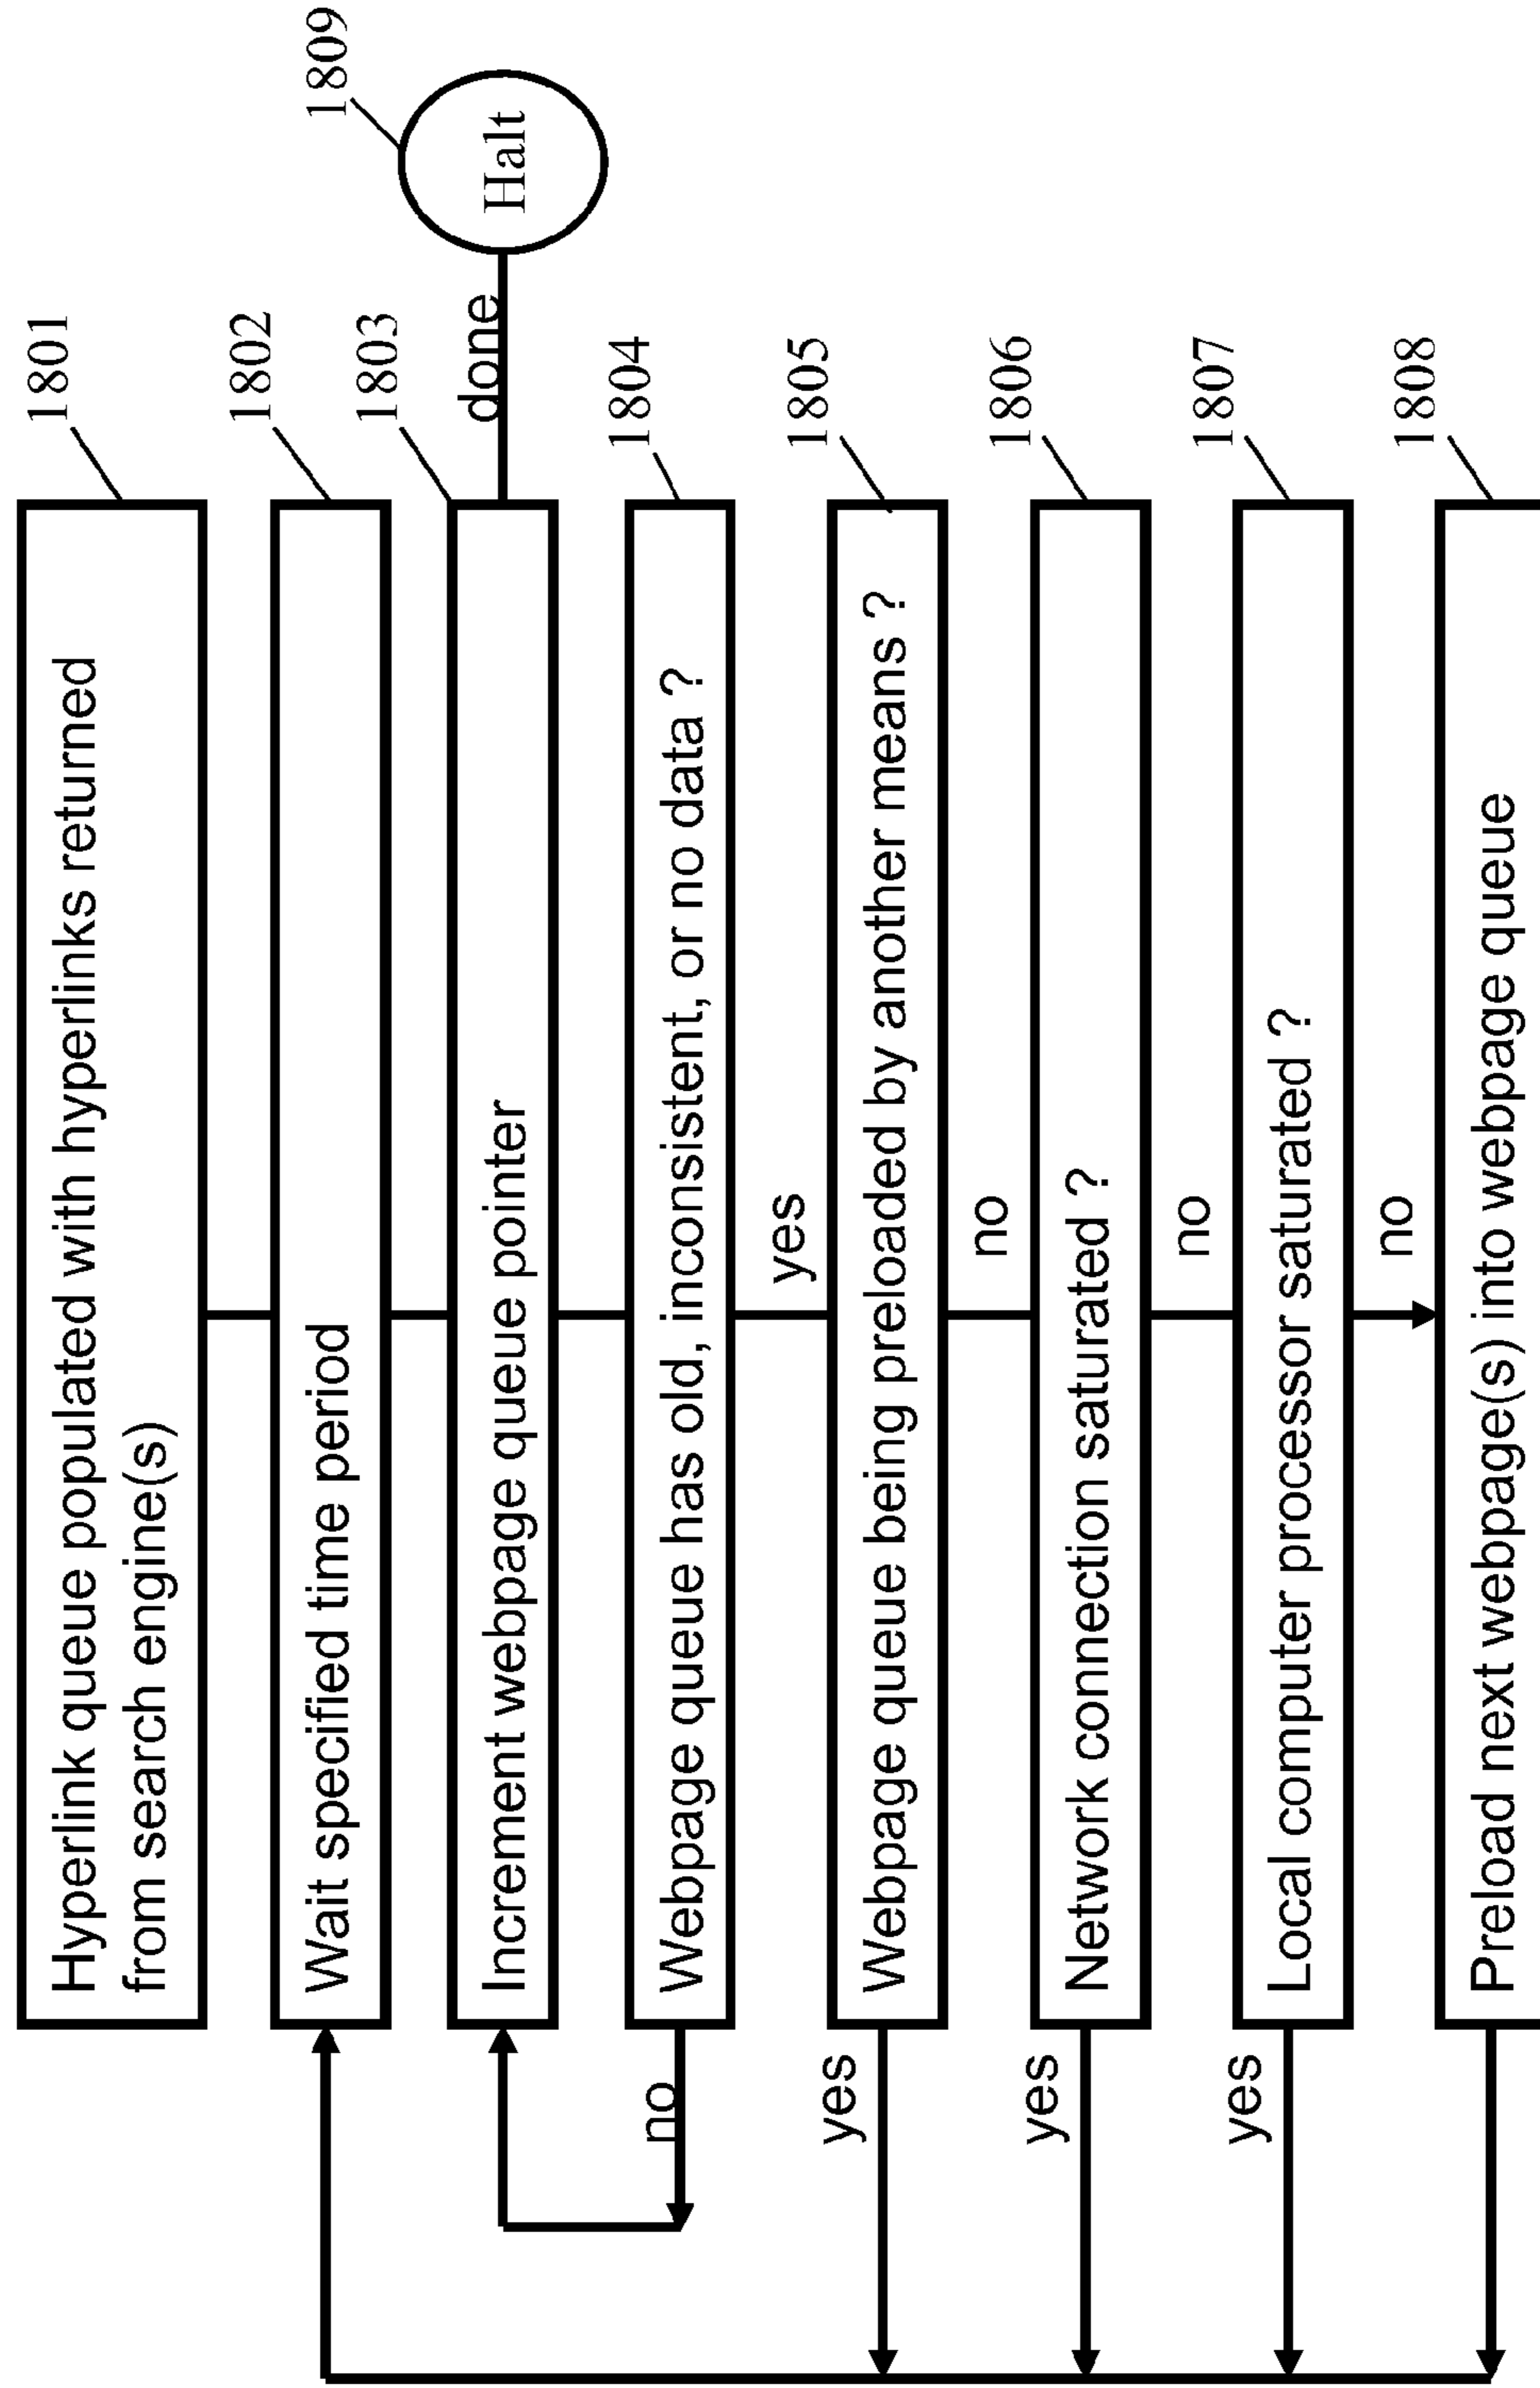 1801
Hyperlink queue populated with hyperlinks returned
from search engine(s)
1802
Wait specified time period
1803
Increment webpage queue pointer
done
1809
Halt
1804
Webpage queue has old, inconsistent, or no data ?
no
yes
1805
Webpage queue being preloaded by another means ?
yes
no
1806
Network connection saturated ?
yes
no
1807
Local computer processor saturated ?
yes
no
1808
Preload next webpage(s) into webpage queue